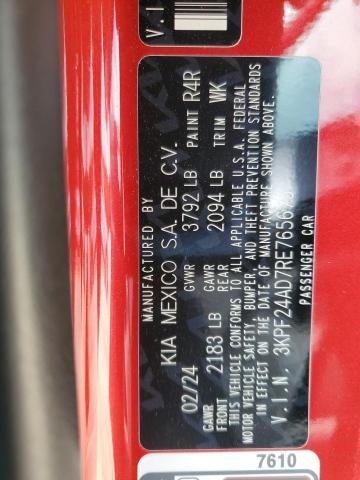 V.I
MANUFACTURED BY
KIA MEXICO S.A. DE C.V.
02/24 GVWR 3792 LB PAINT R4R
GAWR FRONT 2183 LB GAWR REAR 2094 LB TRIM WK
THIS VEHICLE CONFORMS TO ALL APPLICABLE U.S.A. FEDERAL
MOTOR VEHICLE SAFETY, BUMPER, AND THEFT PREVENTION STANDARDS
IN EFFECT ON THE DATE OF MANUFACTURE SHOWN ABOVE.
V.I.N.
PASSENGER CAR
7610